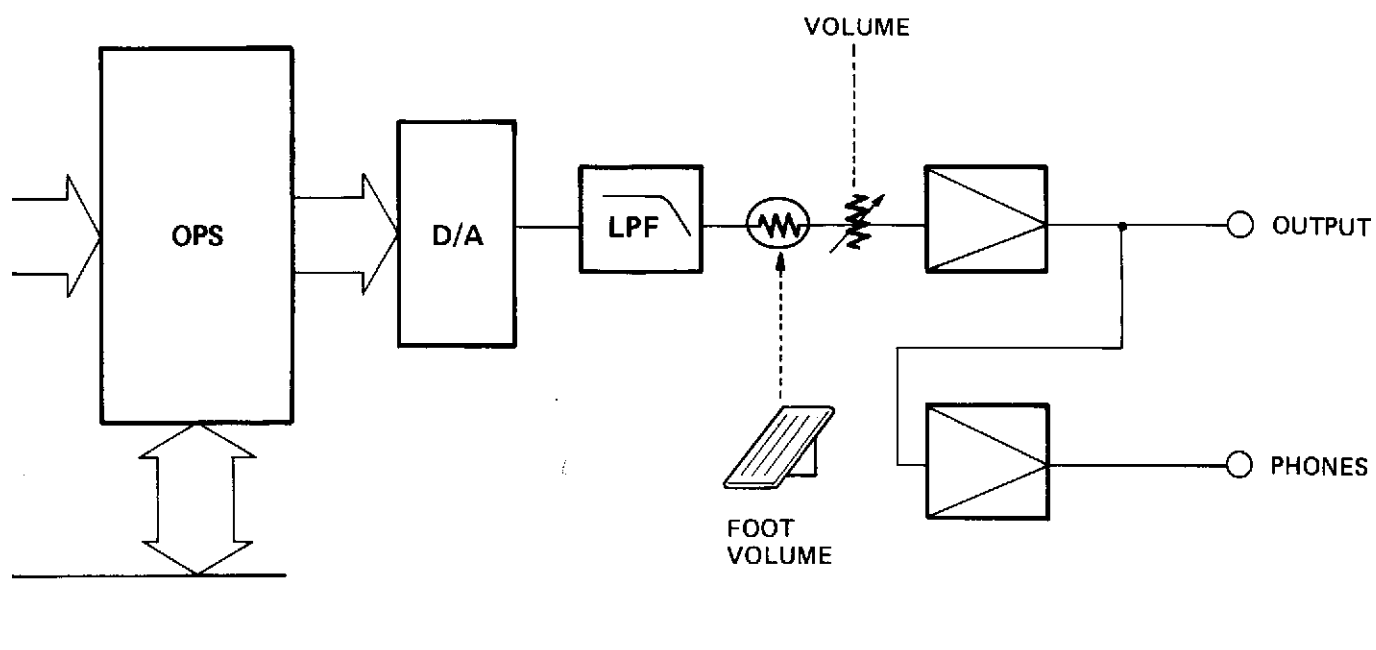 VOLUME
OPS
D/A
LPF
OUTPUT
PHONES
FOOT
VOLUME